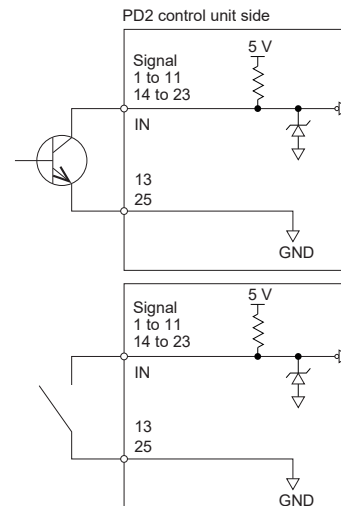 PD2 control unit side
5 V
Signal
1 to 11
14 to 23
IN
13
25
GND
5 V
Signal
1 to 11
14 to 23
IN
13
25
GND